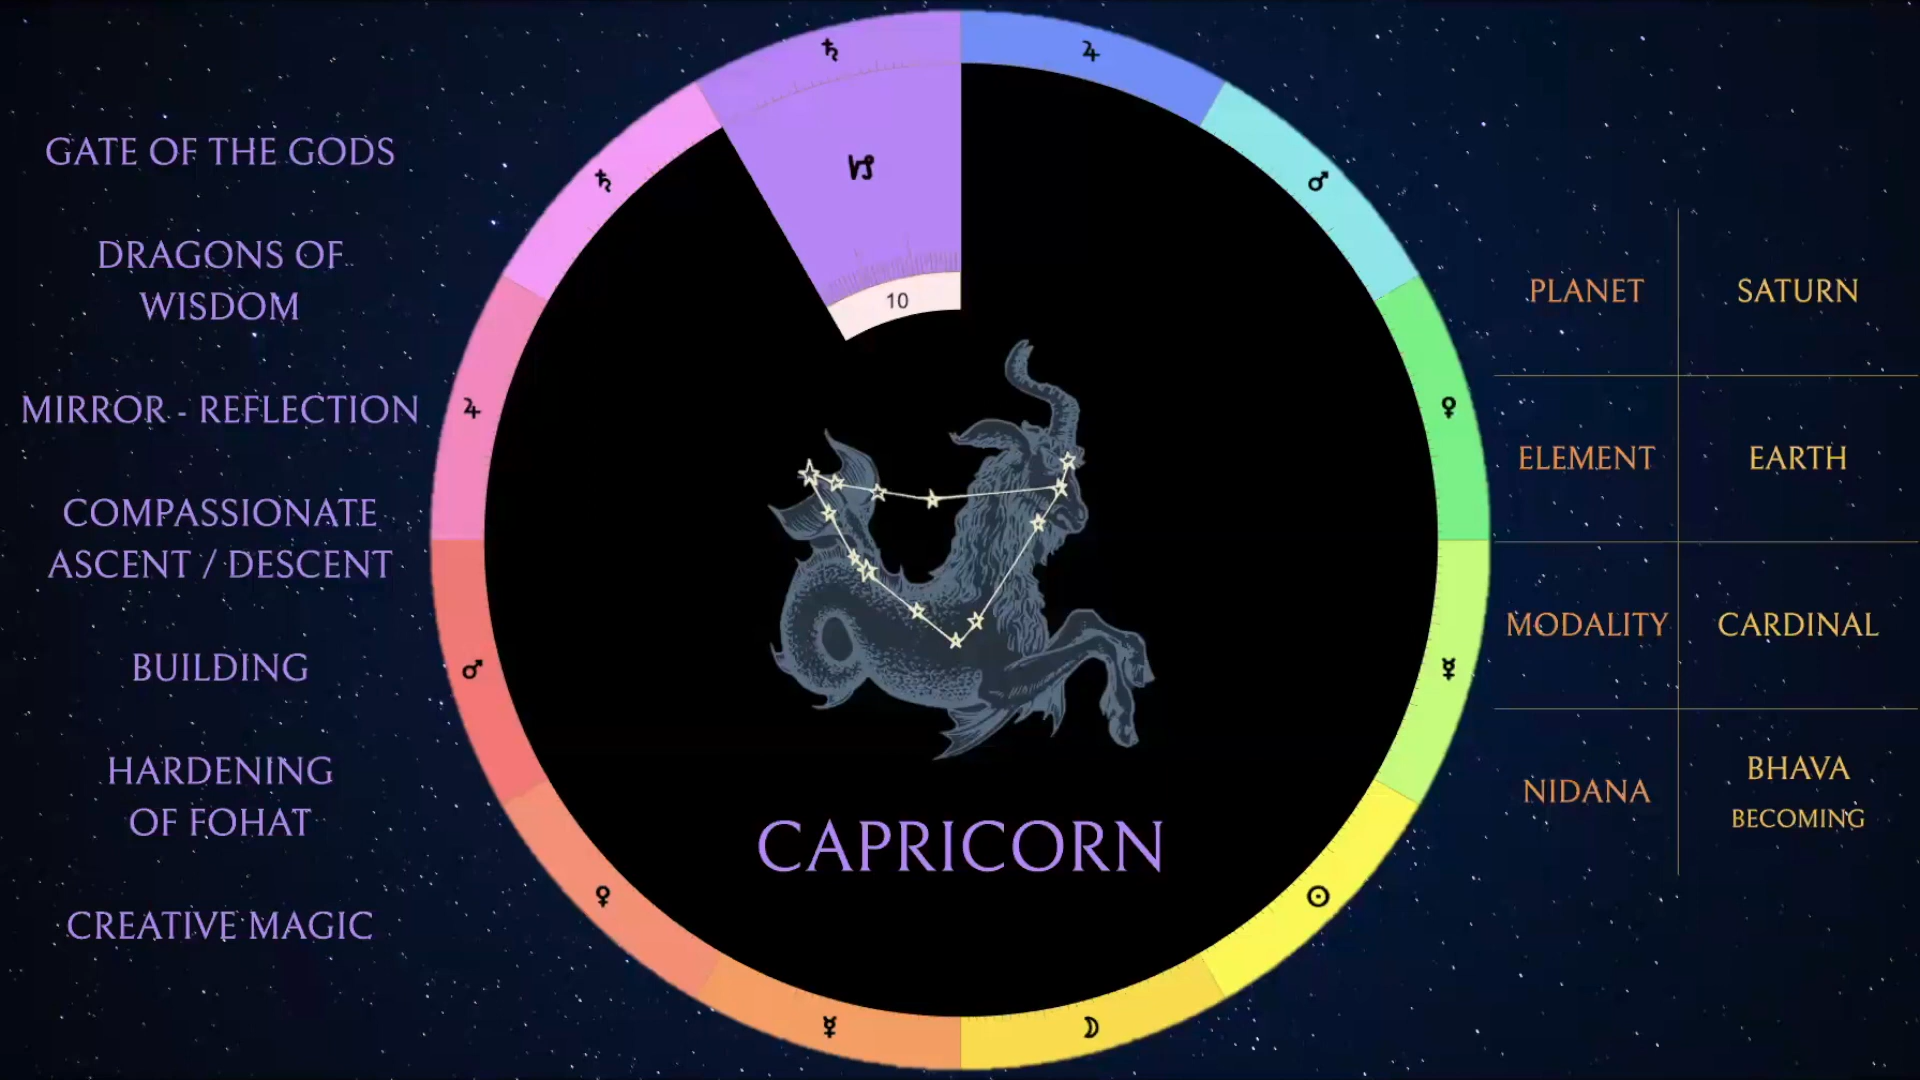 GATE OF THE GODS
DRAGONS OF
WISDOM
MIRROR - REFLECTION
COMPASSIONATE
ASCENT / DESCENT
BUILDING
HARDENING
OF FOHAT
CREATIVE MAGIC
♄
♃
♄
♂
♑
10
♃
♀
♂
☿
♀
☉
☿
☽
CAPRICORN
PLANET SATURN
ELEMENT EARTH
MODALITY CARDINAL
NIDANA BHAVA
BECOMING